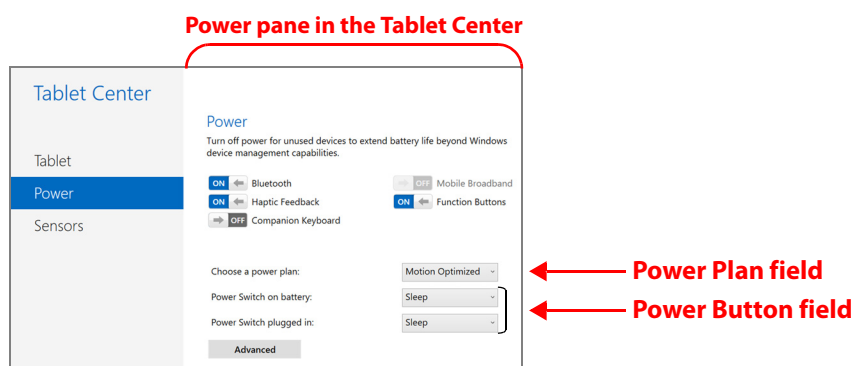 Power pane in the Tablet Center
Tablet Center
Tablet
Power
Sensors
Power
Turn off power for unused devices to extend battery life beyond Windows
device management capabilities.
ON Bluetooth
OFF Mobile Broadband
ON Haptic Feedback
ON Function Buttons
OFF Companion Keyboard
Choose a power plan: Motion Optimized
Power Switch on battery: Sleep
Power Switch plugged in: Sleep
Advanced
Power Plan field
Power Button field